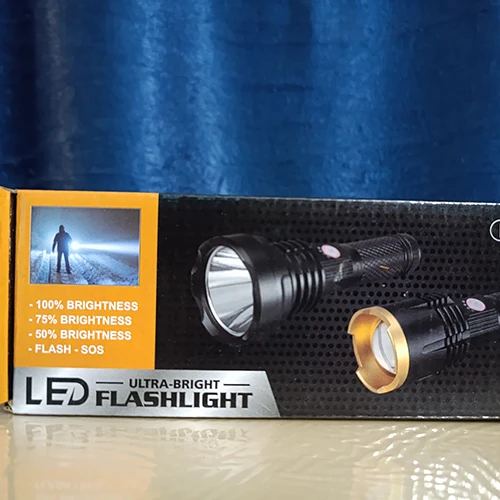 - 100% BRIGHTNESS
- 75% BRIGHTNESS
- 50% BRIGHTNESS
- FLASH - SOS
LED ULTRA-BRIGHT
FLASHLIGHT